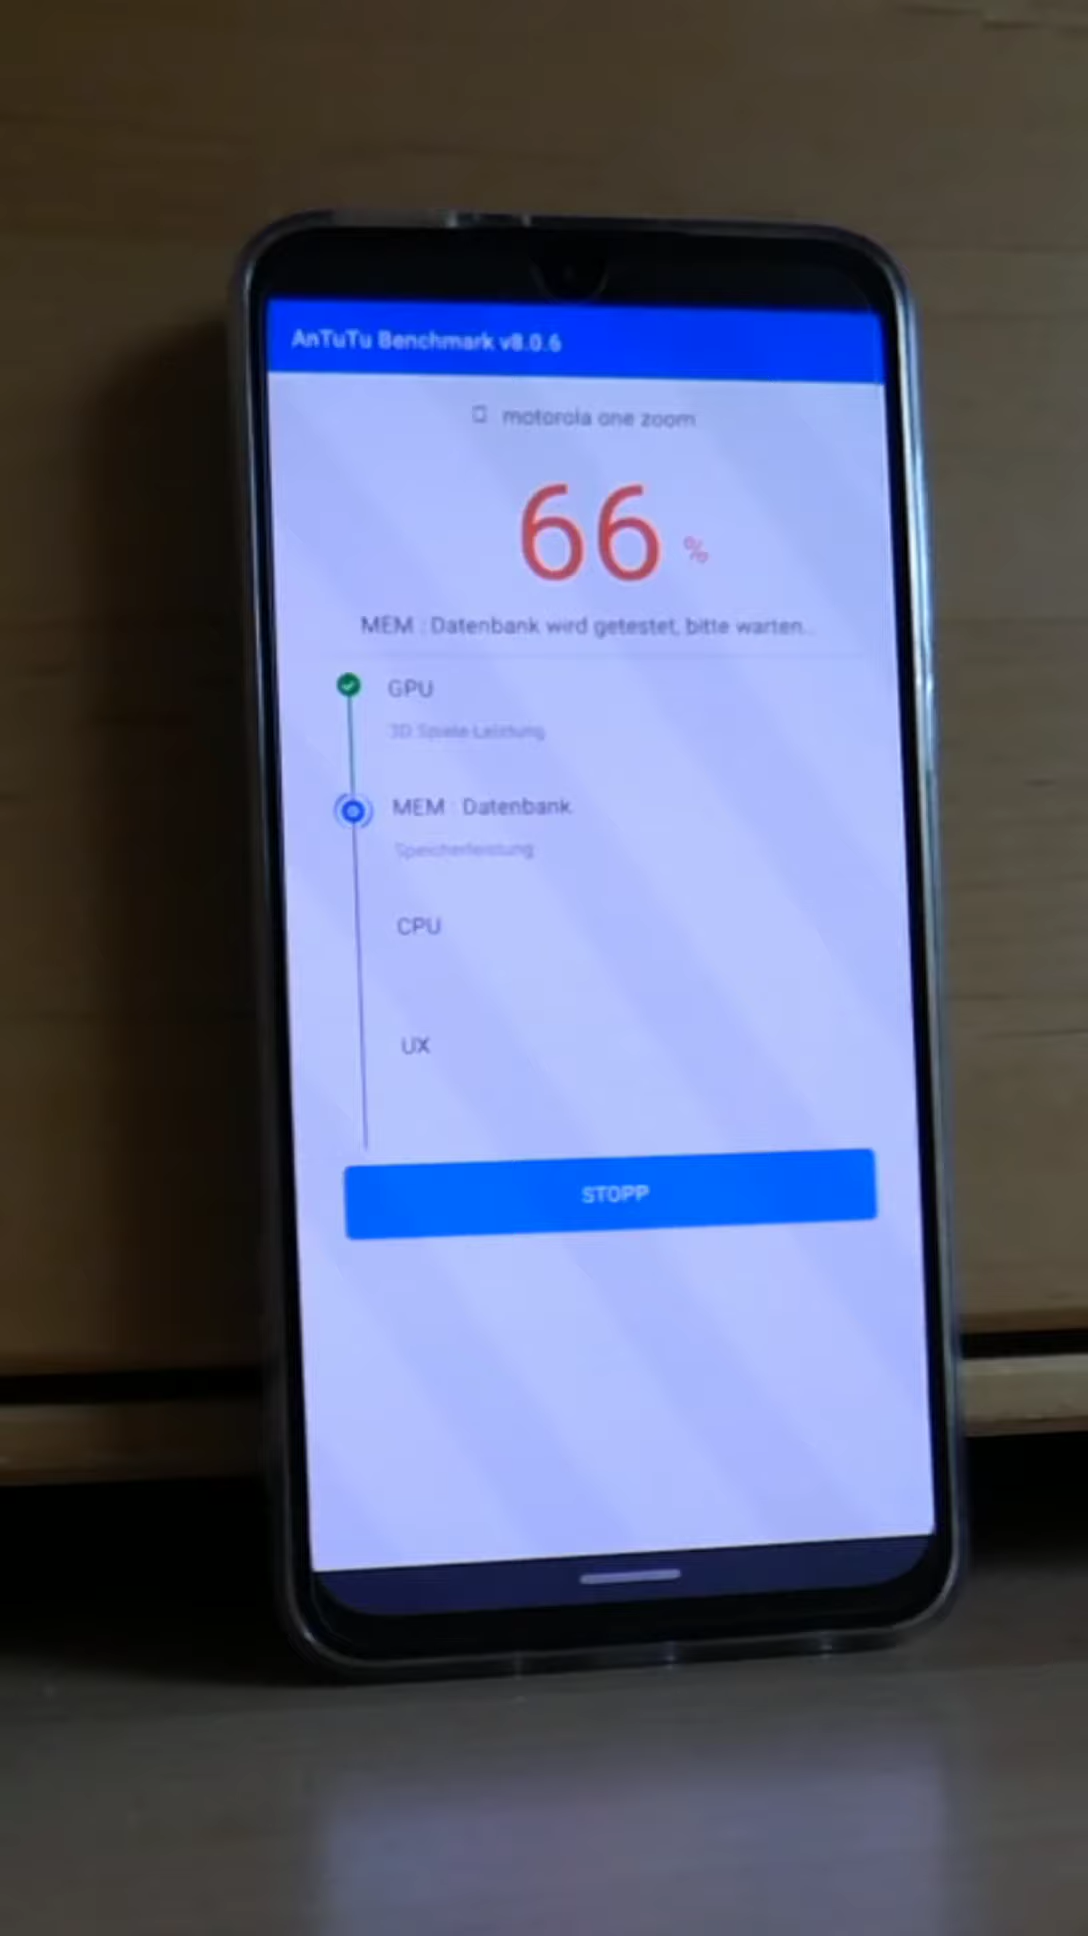 AnTuTu Benchmark v8.0.6
motorola one zoom
66 %
MEM : Datenbank wird getestet, bitte warten..
GPU
3D Spiele Leistung
MEM : Datenbank
Speicherleistung
CPU
UX
STOPP